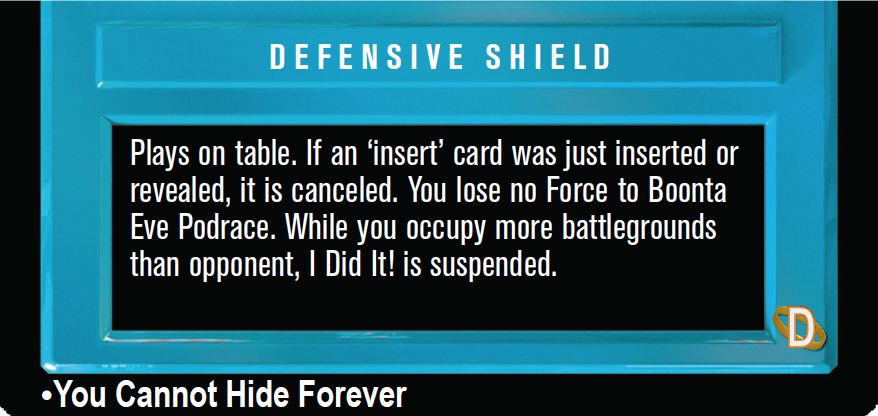 DEFENSIVE SHIELD
Plays on table. If an ‘insert’ card was just inserted or
revealed, it is canceled. You lose no Force to Boonta
Eve Podrace. While you occupy more battlegrounds
than opponent, I Did It! is suspended.
D
•You Cannot Hide Forever